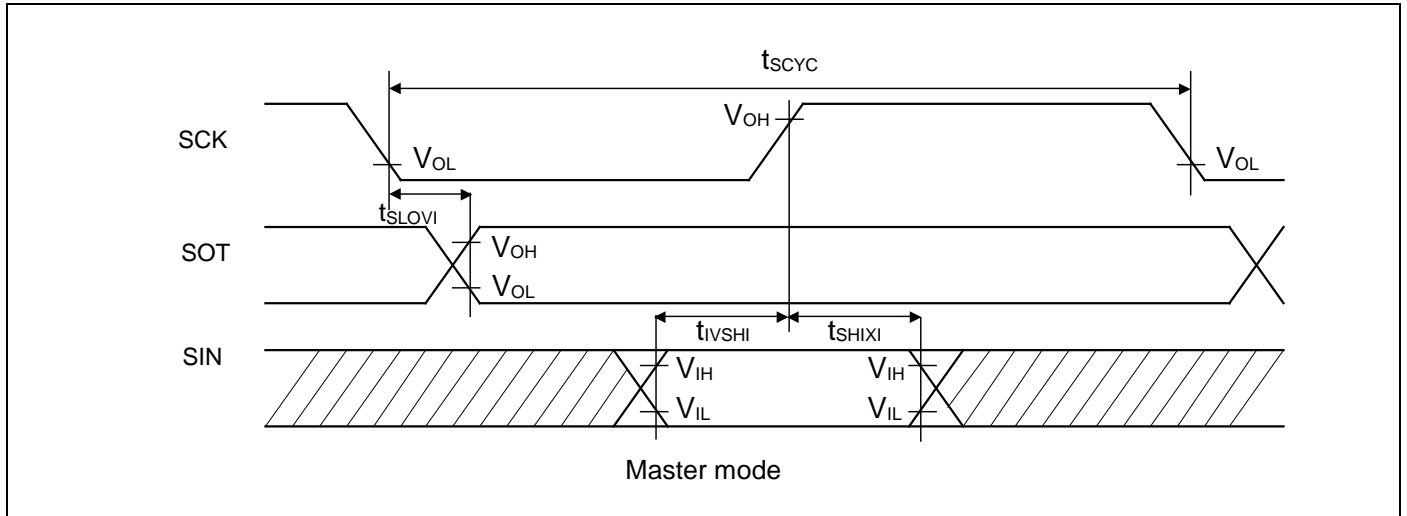 tSCYC
SCK
VOH
VOL
VOL
tSLOVI
SOT
VOH
VOL
tIVSHI
tSHIXI
SIN
VIH
VIH
VIL
VIL
Master mode